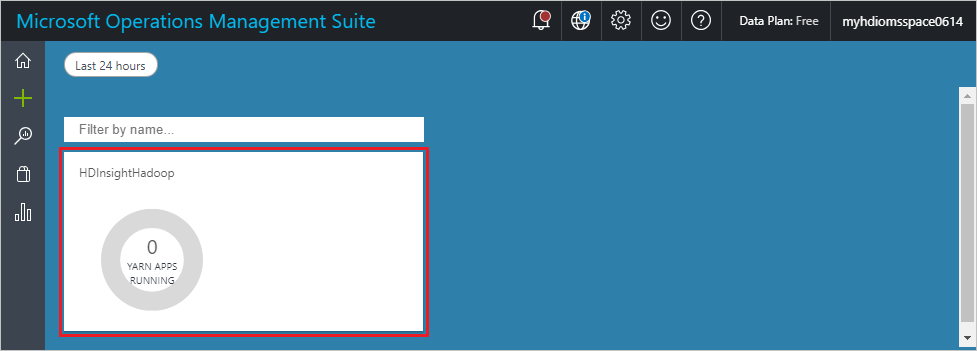 Microsoft Operations Management Suite
Data Plan: Free
myhdiomsspace0614
Last 24 hours
Filter by name...
HDInsightHadoop
0
YARN APPS
RUNNING